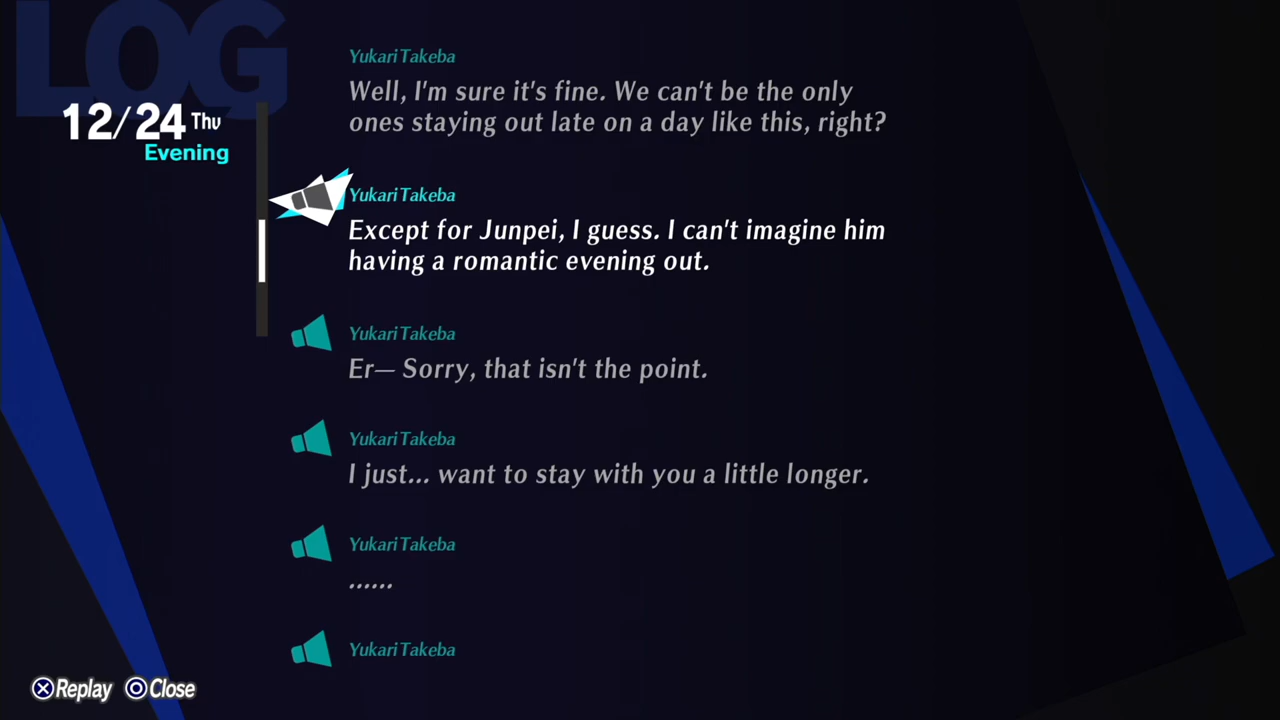 LOG
12/24 Thu
Evening
Yukari Takeba
Well, I'm sure it's fine. We can't be the only
ones staying out late on a day like this, right?
Yukari Takeba
Except for Junpei, I guess. I can't imagine him
having a romantic evening out.
Yukari Takeba
Er— Sorry, that isn't the point.
Yukari Takeba
I just... want to stay with you a little longer.
Yukari Takeba
......
Yukari Takeba
Replay Close